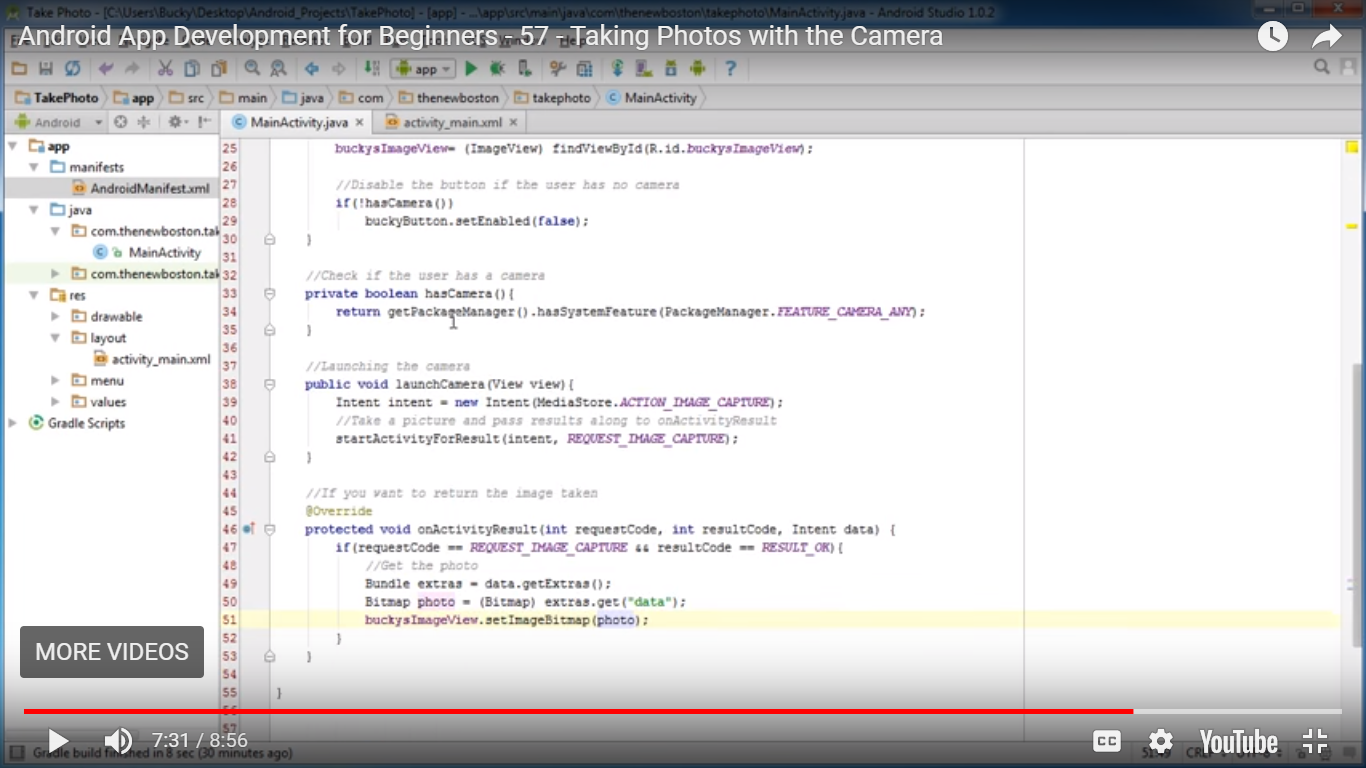 Take Photo - [C:\Users\Bucky\Desktop\Android_Projects\TakePhoto] - [app] - ...\app\src\main\java\com\thenewboston\takephoto\MainActivity.java - Android Studio 1.0.2
Android App Development for Beginners - 57 - Taking Photos with the Camera
app
TakePhoto app src main java com thenewboston takephoto MainActivity
Android MainActivity.java activity_main.xml
app
manifests
AndroidManifest.xml
java
com.thenewboston.tak
MainActivity
com.thenewboston.tak
res
drawable
layout
activity_main.xml
menu
values
Gradle Scripts
25 buckysImageView= (ImageView) findViewById(R.id.buckysImageView);
26
27 //Disable the button if the user has no camera
28 if(!hasCamera())
29 buckyButton.setEnabled(false);
30 }
31
32 //Check if the user has a camera
33 private boolean hasCamera(){
34 return getPackageManager().hasSystemFeature(PackageManager.FEATURE_CAMERA_ANY);
35 }
36
37 //Launching the camera
38 public void launchCamera(View view){
39 Intent intent = new Intent(MediaStore.ACTION_IMAGE_CAPTURE);
40 //Take a picture and pass results along to onActivityResult
41 startActivityForResult(intent, REQUEST_IMAGE_CAPTURE);
42 }
43
44 //If you want to return the image taken
45 @Override
46 protected void onActivityResult(int requestCode, int resultCode, Intent data) {
47 if(requestCode == REQUEST_IMAGE_CAPTURE && resultCode == RESULT_OK){
48 //Get the photo
49 Bundle extras = data.getExtras();
50 Bitmap photo = (Bitmap) extras.get("data");
51 buckysImageView.setImageBitmap(photo);
52 }
53 }
54
55 }
56
57
MORE VIDEOS
7:31 / 8:56
CC
YouTube
Gradle build finished in 8 sec (30 minutes ago)
51:49